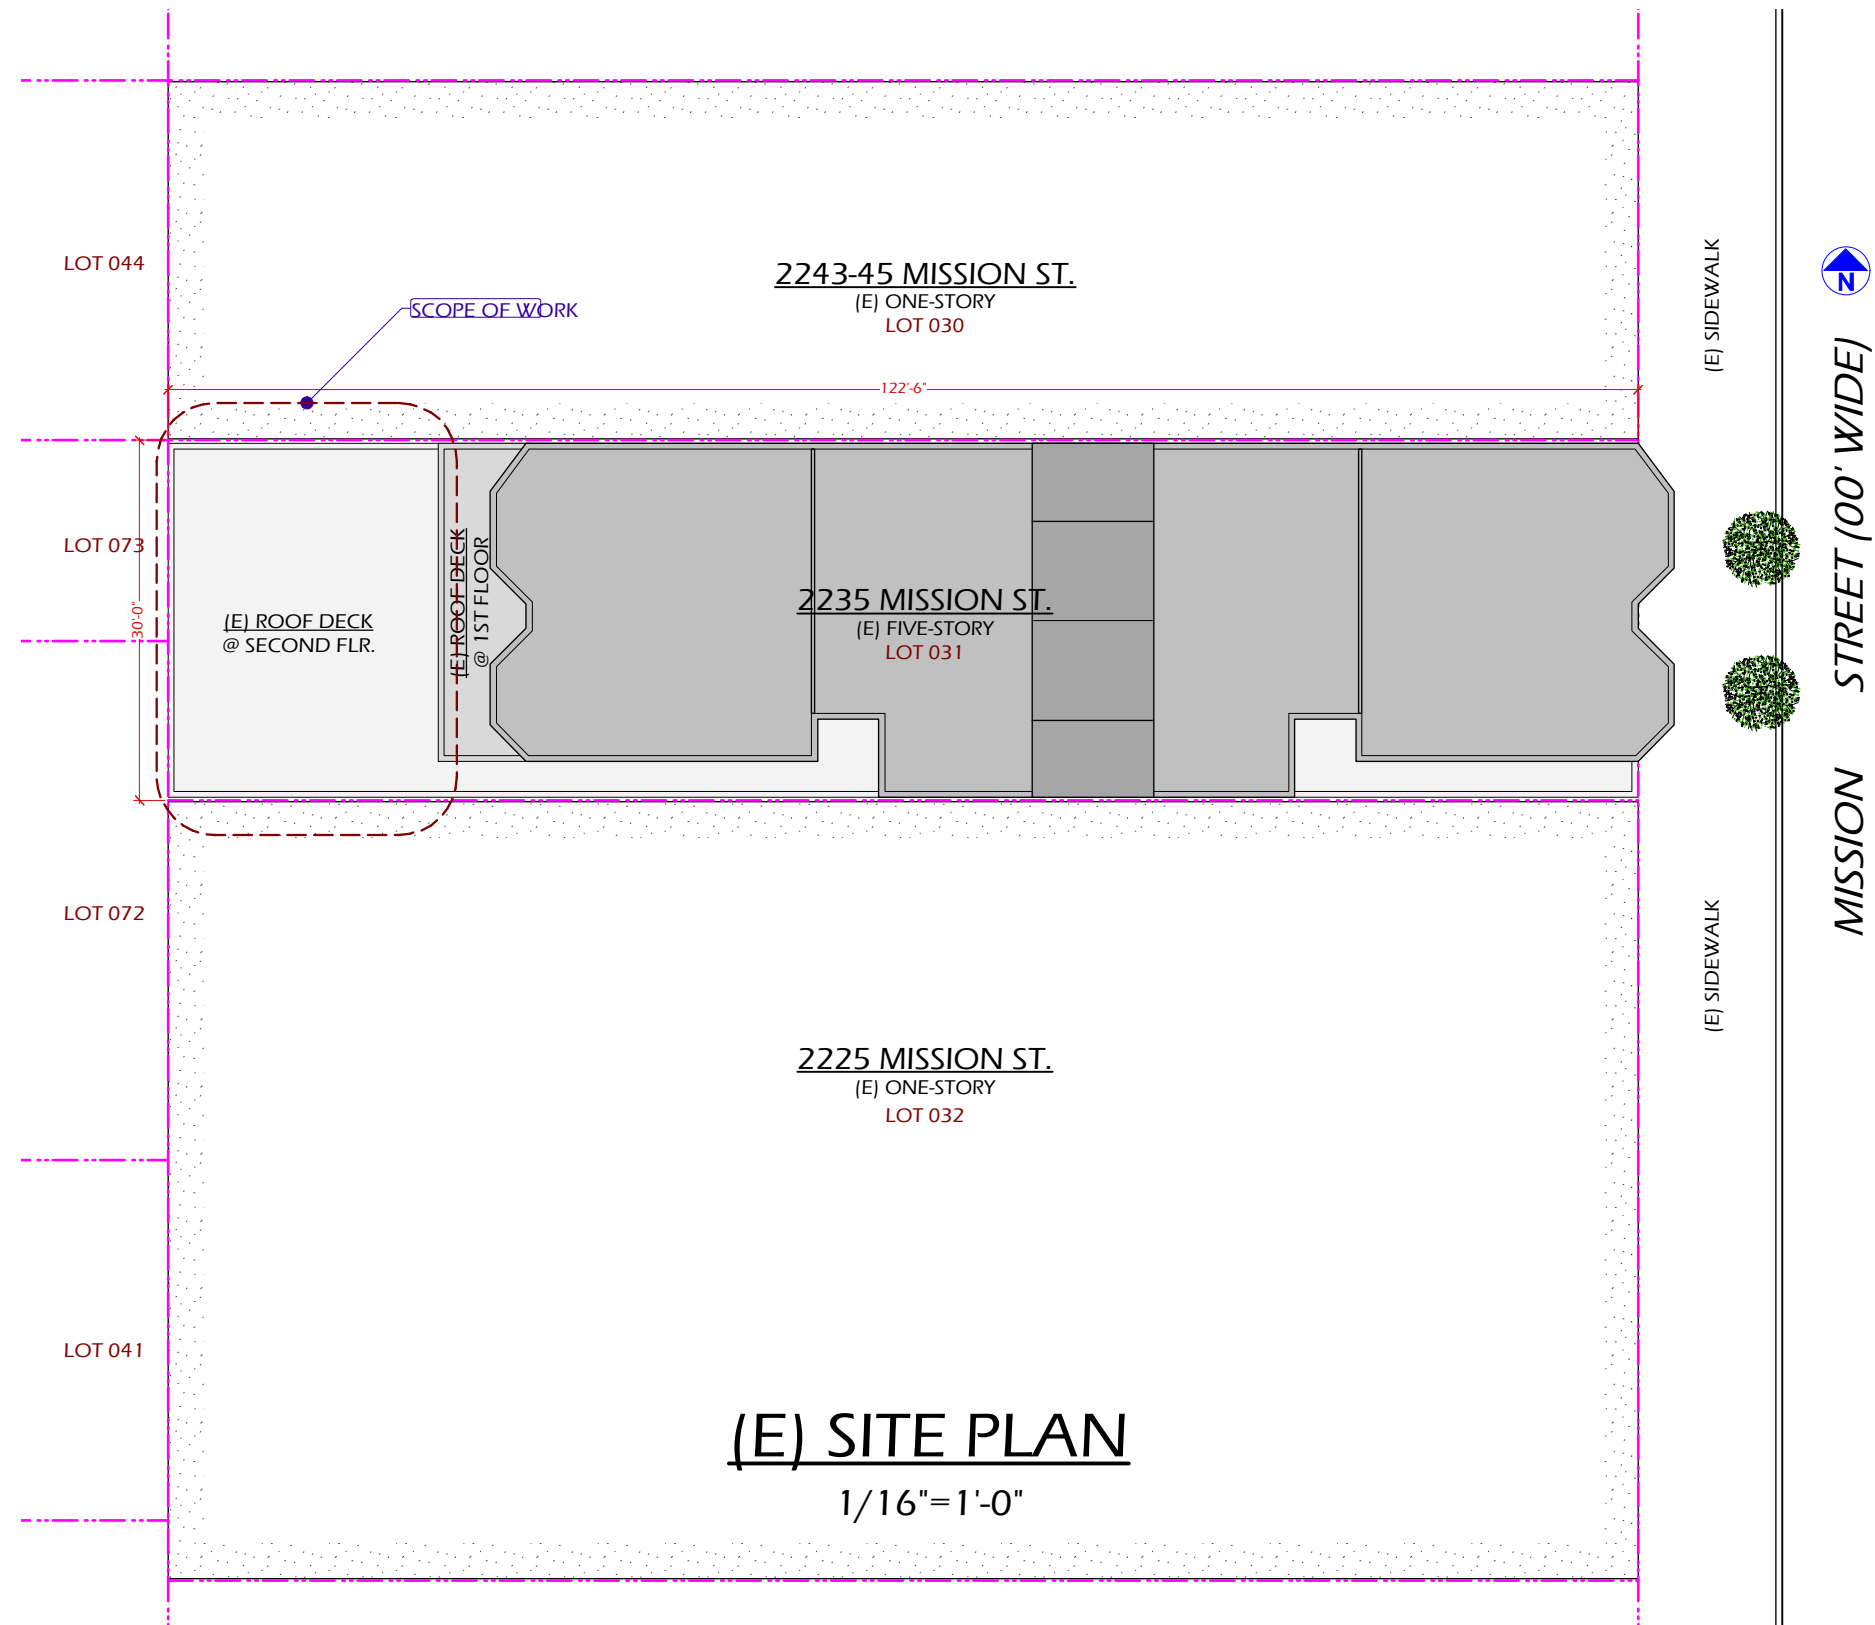 LOT 044
2243-45 MISSION ST.
(E) ONE-STORY
LOT 030
SCOPE OF WORK
122'-6"
(E) SIDEWALK
N
MISSION STREET (00' WIDE)
LOT 073
30'-0"
(E) ROOF DECK
@ SECOND FLR.
(E) ROOF DECK
@ 1ST FLOOR
2235 MISSION ST.
(E) FIVE-STORY
LOT 031
LOT 072
(E) SIDEWALK
2225 MISSION ST.
(E) ONE-STORY
LOT 032
LOT 041
(E) SITE PLAN
1/16"=1'-0"